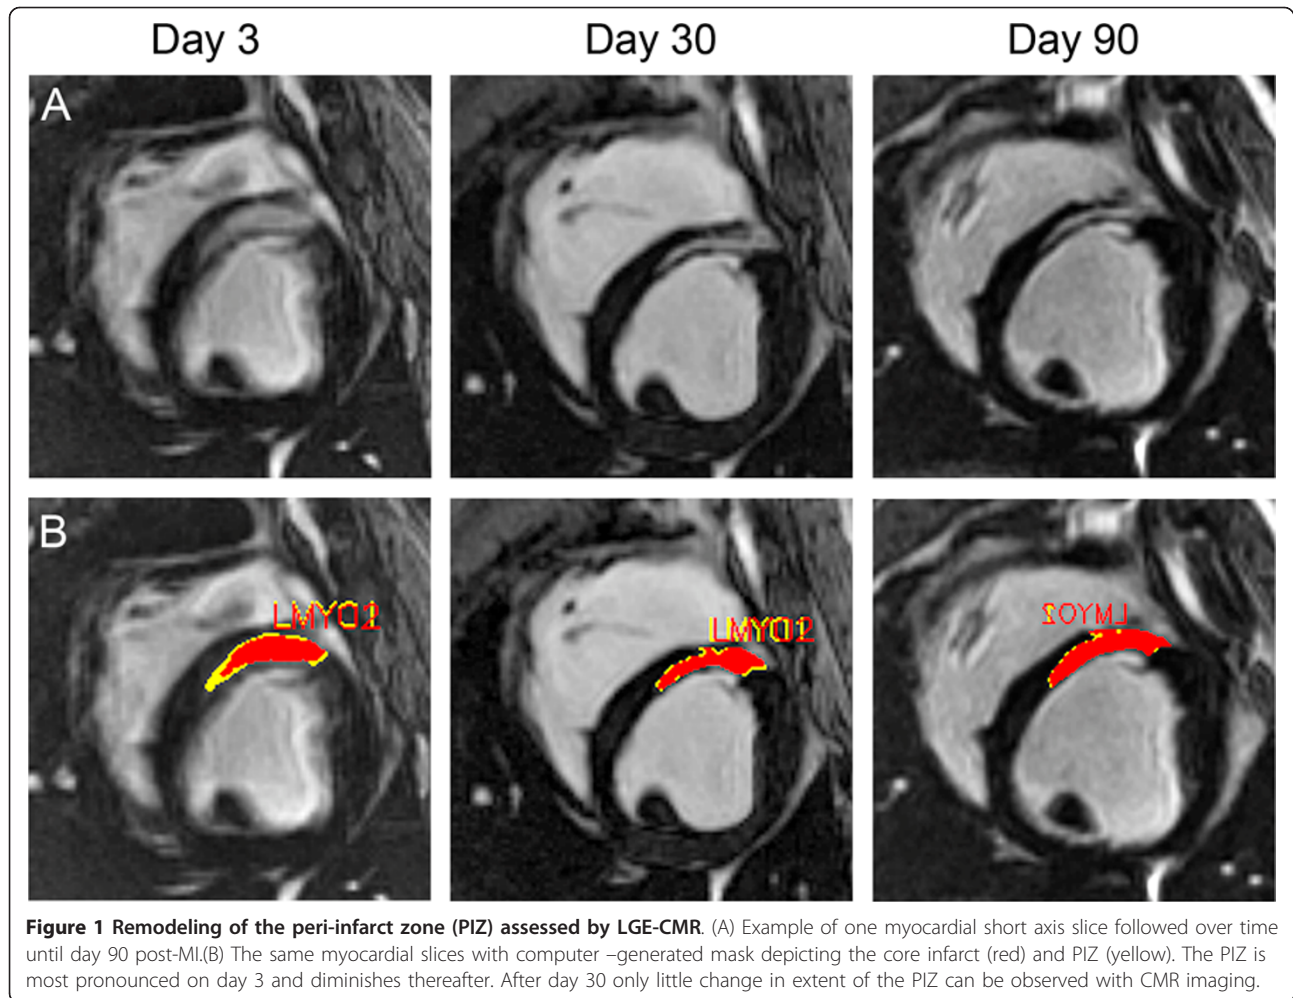 Day 3 Day 30 Day 90
A
B
LMYO12 LMYO12
Figure 1 Remodeling of the peri-infarct zone (PIZ) assessed by LGE-CMR. (A) Example of one myocardial short axis slice followed over time
until day 90 post-MI.(B) The same myocardial slices with computer –generated mask depicting the core infarct (red) and PIZ (yellow). The PIZ is
most pronounced on day 3 and diminishes thereafter. After day 30 only little change in extent of the PIZ can be observed with CMR imaging.